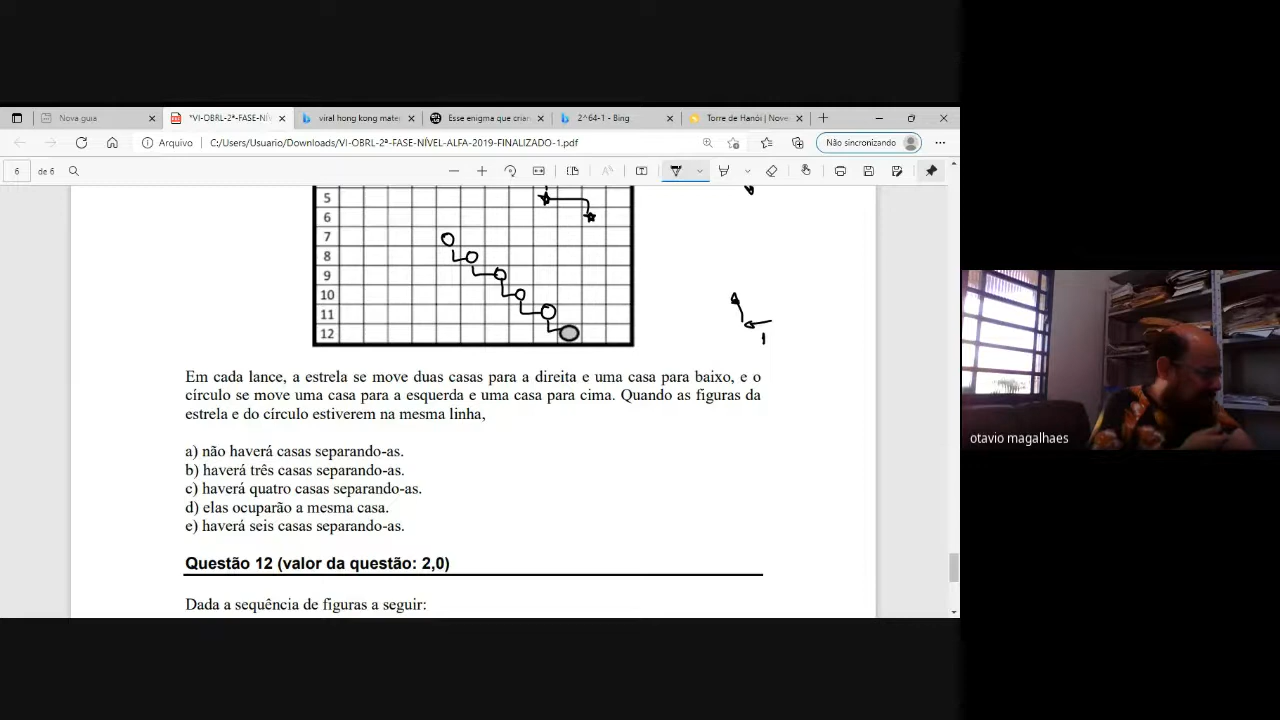 Nova guia
*VI-OBRL-2ª-FASE-NÍV
viral hong kong mater
Esse enigma que crian
2^64-1 - Bing
Torre de Hanói | Nove
Arquivo
C:/Users/Usuario/Downloads/VI-OBRL-2ª-FASE-NÍVEL-ALFA-2019-FINALIZADO-1.pdf
Não sincronizando
6 de 6
5
6
7
8
9
10
11
12
1
Em cada lance, a estrela se move duas casas para a direita e uma casa para baixo, e o
círculo se move uma casa para a esquerda e uma casa para cima. Quando as figuras da
estrela e do círculo estiverem na mesma linha,
a) não haverá casas separando-as.
b) haverá três casas separando-as.
c) haverá quatro casas separando-as.
d) elas ocuparão a mesma casa.
e) haverá seis casas separando-as.
Questão 12 (valor da questão: 2,0)
Dada a sequência de figuras a seguir:
otavio magalhaes